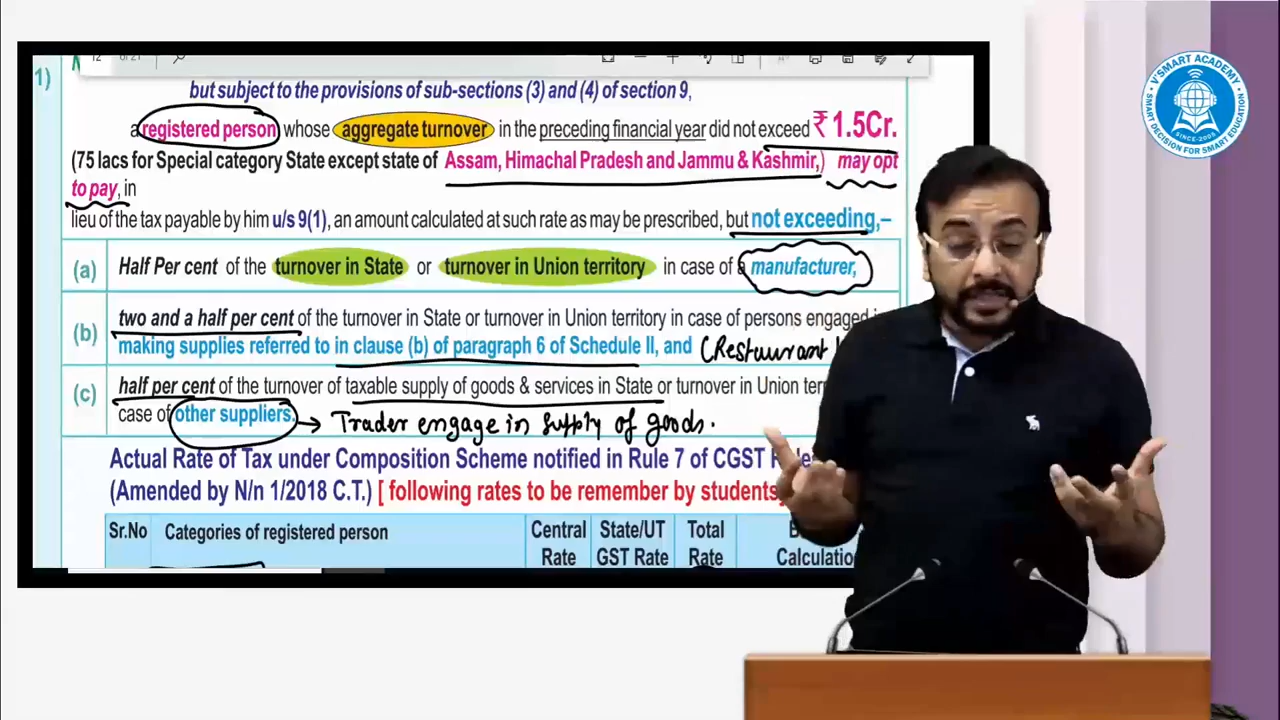 12 of 21
1)
but subject to the provisions of sub-sections (3) and (4) of section 9,
a registered person whose aggregate turnover in the preceding financial year did not exceed ₹ 1.5Cr.
(75 lacs for Special category State except state of Assam, Himachal Pradesh and Jammu & Kashmir,) may opt
to pay, in
lieu of the tax payable by him u/s 9(1), an amount calculated at such rate as may be prescribed, but not exceeding,–
(a) Half Per cent of the turnover in State or turnover in Union territory in case of a manufacturer,
(b) two and a half per cent of the turnover in State or turnover in Union territory in case of persons engaged
making supplies referred to in clause (b) of paragraph 6 of Schedule II, and (Restaurant
(c) half per cent of the turnover of taxable supply of goods & services in State or turnover in Union
case of other suppliers. → Trader engage in supply of goods.
Actual Rate of Tax under Composition Scheme notified in Rule 7 of CGST
(Amended by N/n 1/2018 C.T.) [ following rates to be remember by students
Sr.No Categories of registered person Central State/UT Total
Rate GST Rate Rate Calculation
V'SMART ACADEMY
SINCE-2005
SMART DECISION FOR SMART EDUCATION